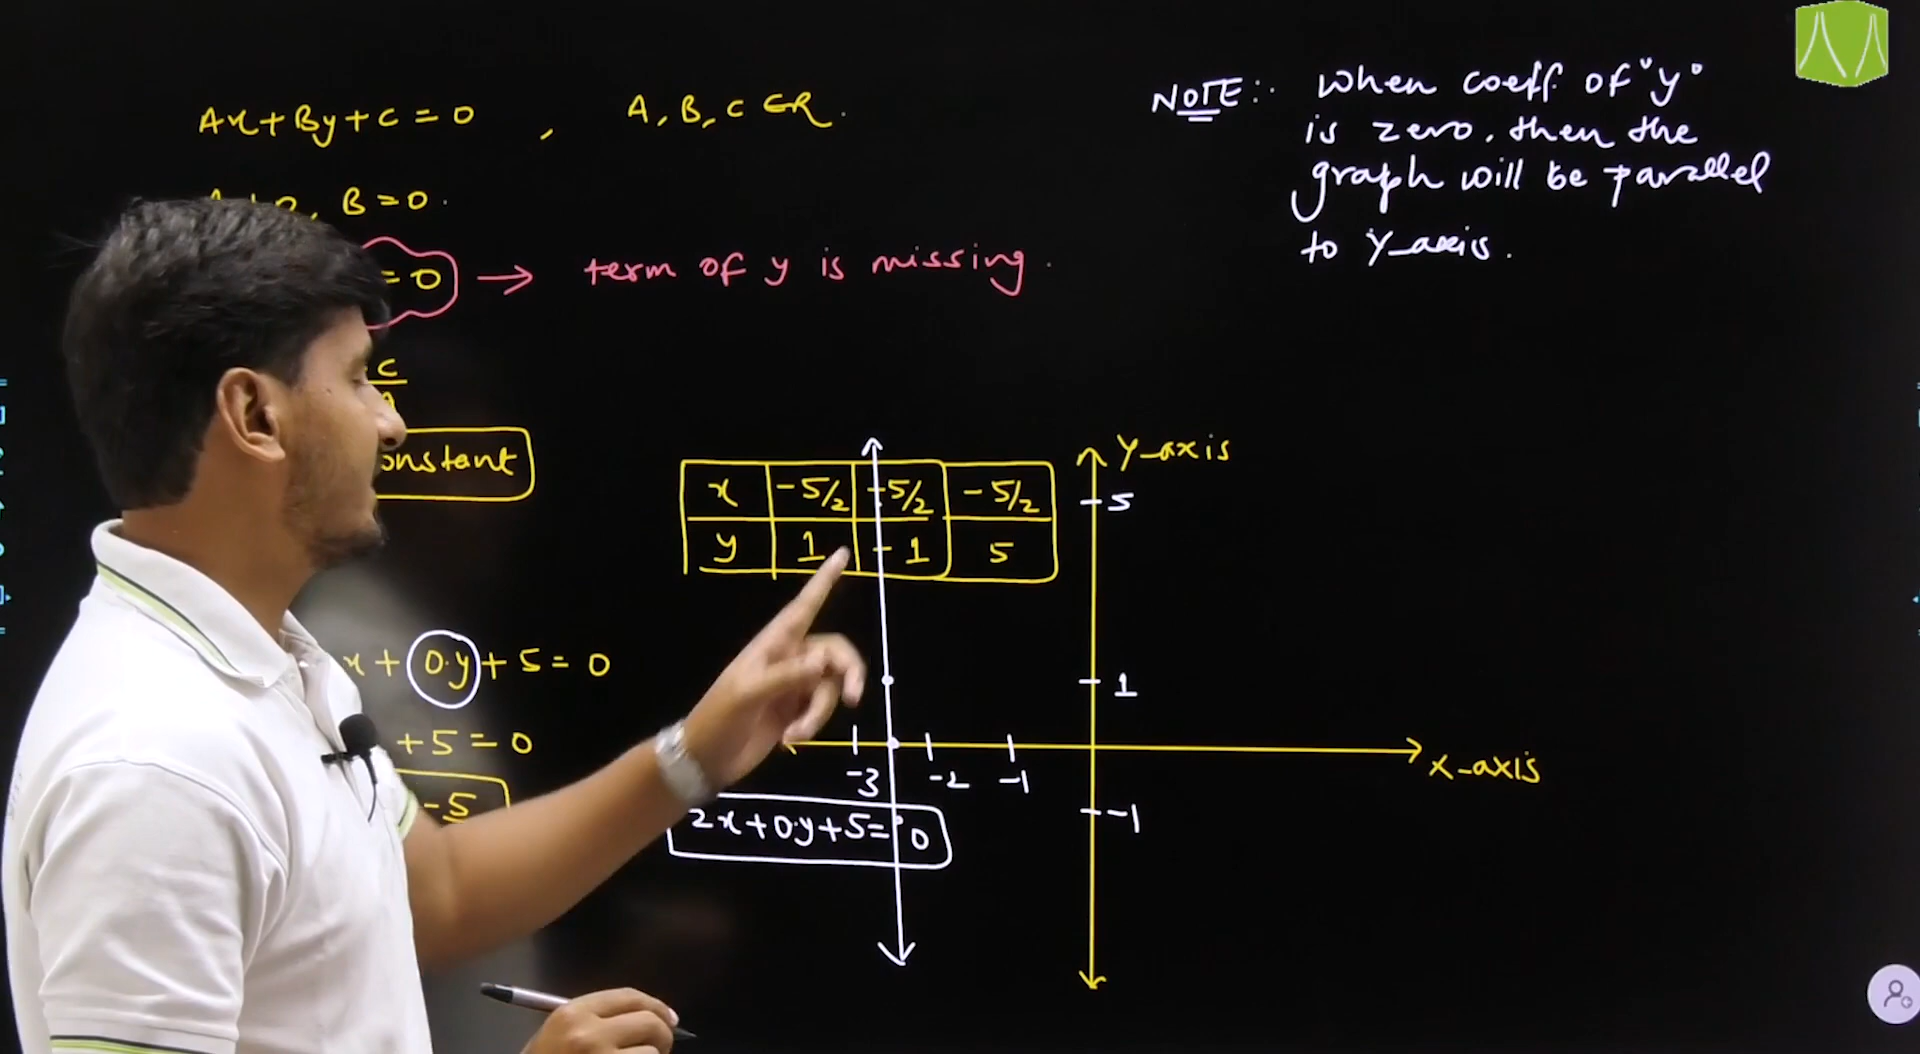 Ax+By+C=0 , A, B, C ∈ R.
B=0.
=0 → term of y is missing.
C
onstant
x + 0.y + 5 = 0
+5=0
-5
NOTE:. When coeff. of "y"
is zero, then the
graph will be parallel
to Y-axis.
x -5/2 -5/2 -5/2
y 1 -1 5
Y-axis
5
1
-3 -2 -1
X-axis
-1
2x+0.y+5=0